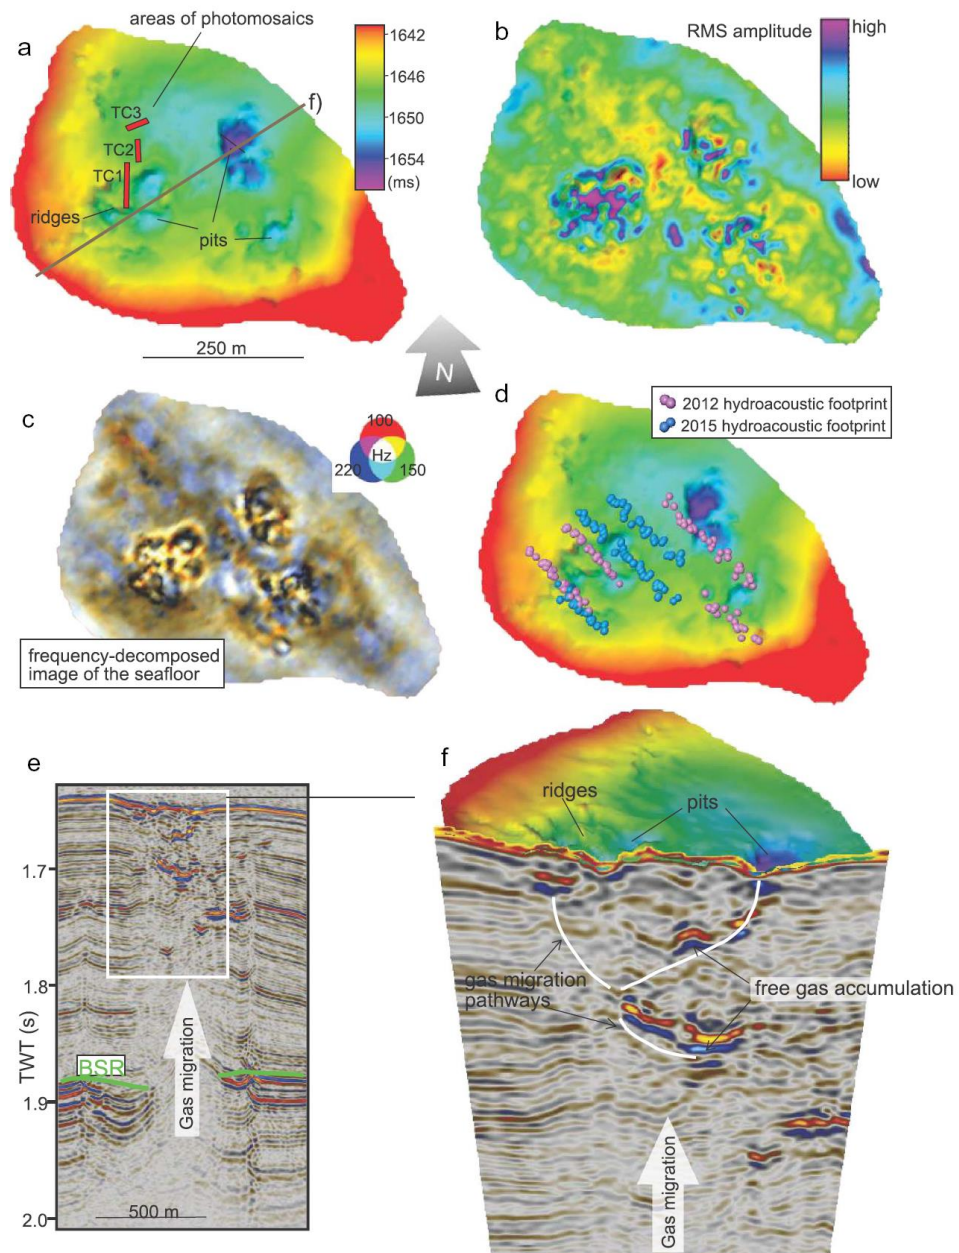 a
areas of photomosaics
1642
1646
1650
1654
(ms)
TC3
TC2
TC1
f)
ridges
pits
250 m
b
RMS amplitude
high
low
N
c
100
Hz
220
150
frequency-decomposed
image of the seafloor
d
2012 hydroacoustic footprint
2015 hydroacoustic footprint
e
1.7
1.8
1.9
2.0
TWT (s)
BSR
Gas migration
500 m
f
ridges
pits
gas migration
pathways
free gas accumulation
Gas migration